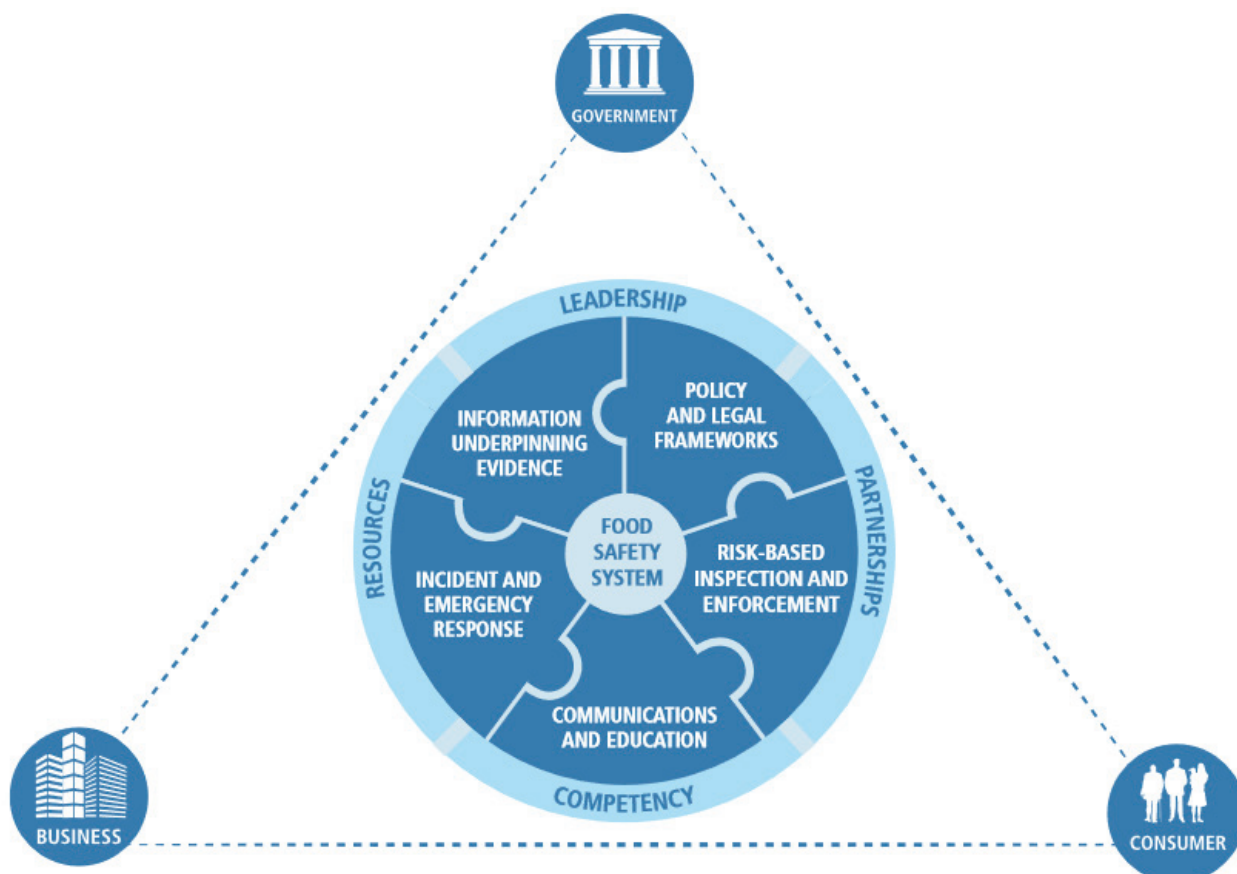 GOVERNMENT
LEADERSHIP
POLICY
AND LEGAL
FRAMEWORKS
INFORMATION
UNDERPINNING
EVIDENCE
RESOURCES
PARTNERSHIPS
FOOD
SAFETY
SYSTEM
RISK-BASED
INSPECTION AND
ENFORCEMENT
INCIDENT AND
EMERGENCY
RESPONSE
COMMUNICATIONS
AND EDUCATION
COMPETENCY
BUSINESS
CONSUMER